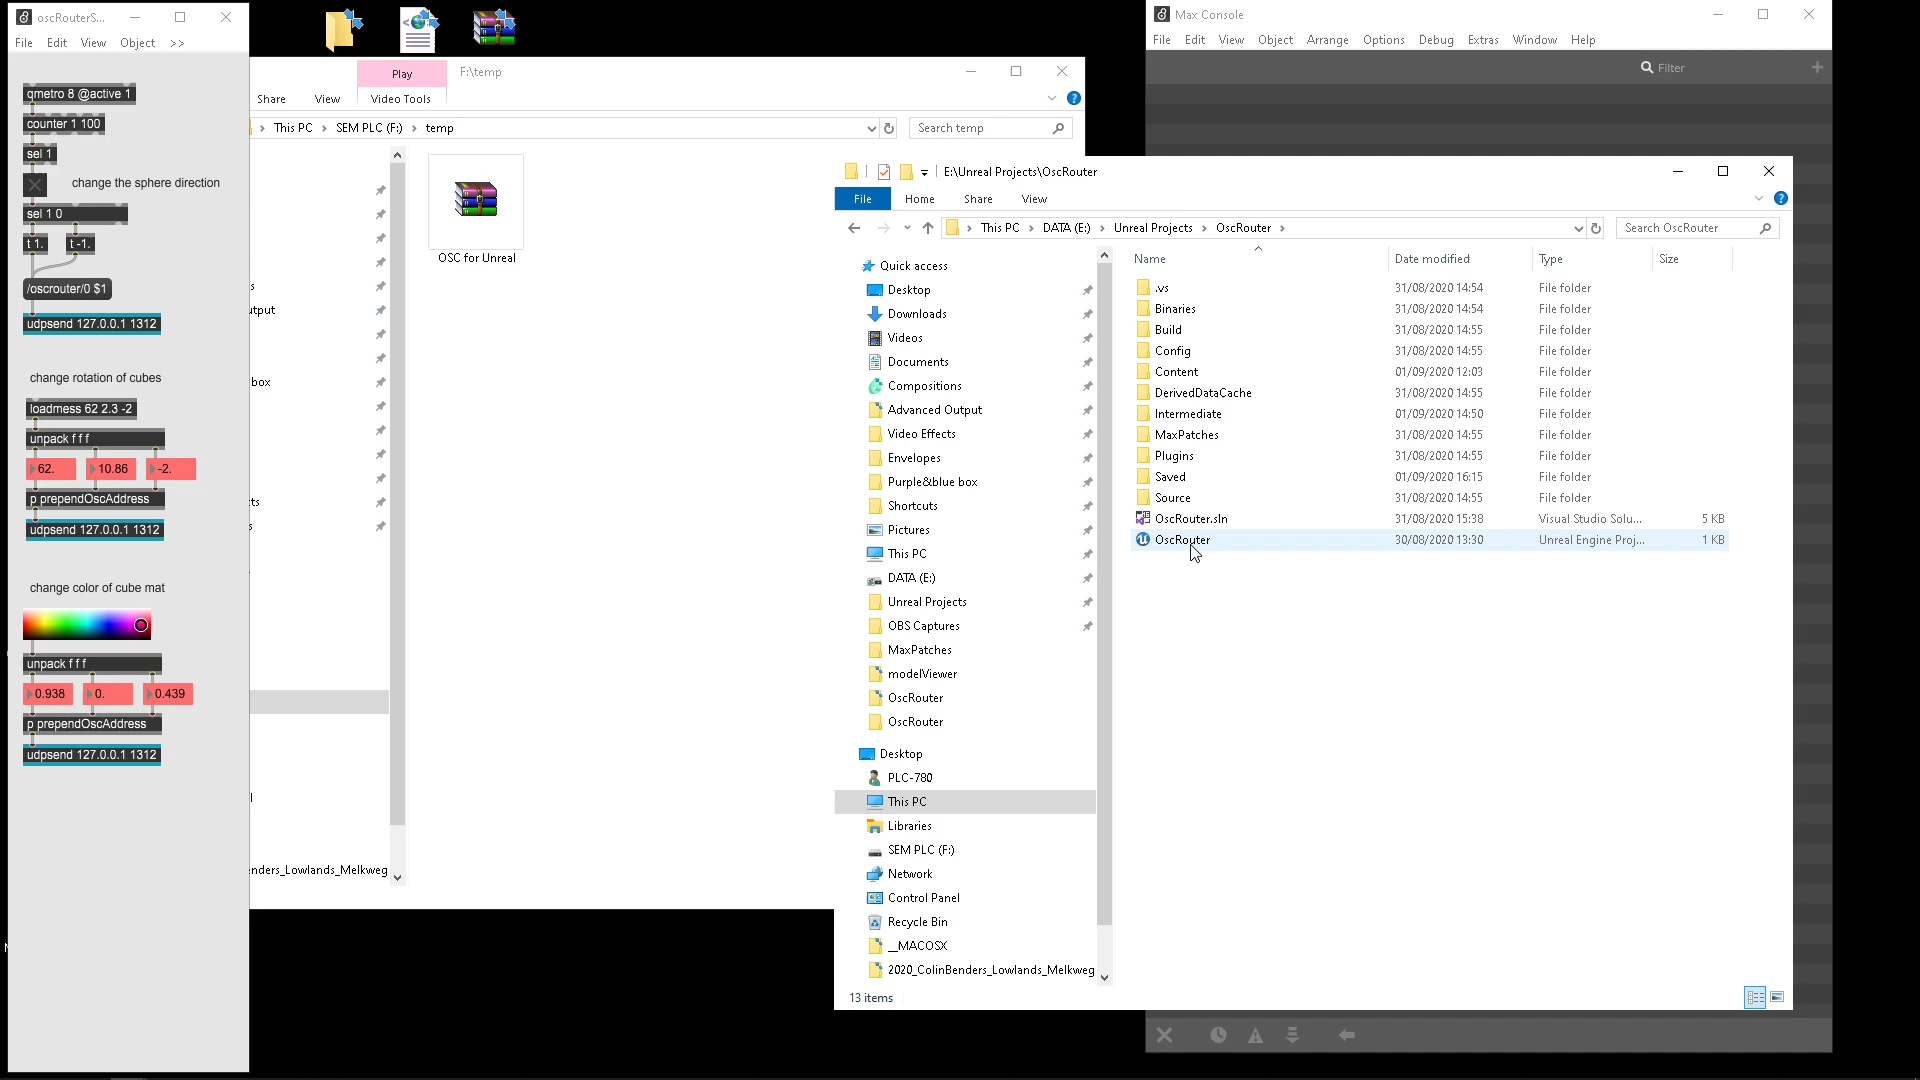 oscRouterS...
File Edit View Object >>
qmetro 8 @active 1
counter 1 100
sel 1
change the sphere direction
sel 1 0
t 1. t -1.
/oscrouter/0 $1
udpsend 127.0.0.1 1312
change rotation of cubes
loadmess 62 2.3 -2
unpack f f f
62. 10.86 -2.
p prependOscAddress
udpsend 127.0.0.1 1312
change color of cube mat
unpack f f f
0.938 0. 0.439
p prependOscAddress
udpsend 127.0.0.1 1312
Play F:\temp
Share View Video Tools
This PC > SEM PLC (F:) > temp
Search temp
OSC for Unreal
s
utput
box
ts
s
l
enders_Lowlands_Melkweg
Max Console
File Edit View Object Arrange Options Debug Extras Window Help
Filter
E:\Unreal Projects\OscRouter
File Home Share View
This PC > DATA (E:) > Unreal Projects > OscRouter >
Search OscRouter
Quick access
Desktop
Downloads
Videos
Documents
Compositions
Advanced Output
Video Effects
Envelopes
Purple&blue box
Shortcuts
Pictures
This PC
DATA (E:)
Unreal Projects
OBS Captures
MaxPatches
modelViewer
OscRouter
OscRouter
Desktop
PLC-780
This PC
Libraries
SEM PLC (F:)
Network
Control Panel
Recycle Bin
__MACOSX
2020_ColinBenders_Lowlands_Melkweg
Name Date modified Type Size
.vs 31/08/2020 14:54 File folder
Binaries 31/08/2020 14:54 File folder
Build 31/08/2020 14:55 File folder
Config 31/08/2020 14:55 File folder
Content 01/09/2020 12:03 File folder
DerivedDataCache 31/08/2020 14:55 File folder
Intermediate 01/09/2020 14:50 File folder
MaxPatches 31/08/2020 14:55 File folder
Plugins 31/08/2020 14:55 File folder
Saved 01/09/2020 16:15 File folder
Source 31/08/2020 14:55 File folder
OscRouter.sln 31/08/2020 15:38 Visual Studio Solu... 5 KB
OscRouter 30/08/2020 13:30 Unreal Engine Proj... 1 KB
13 items